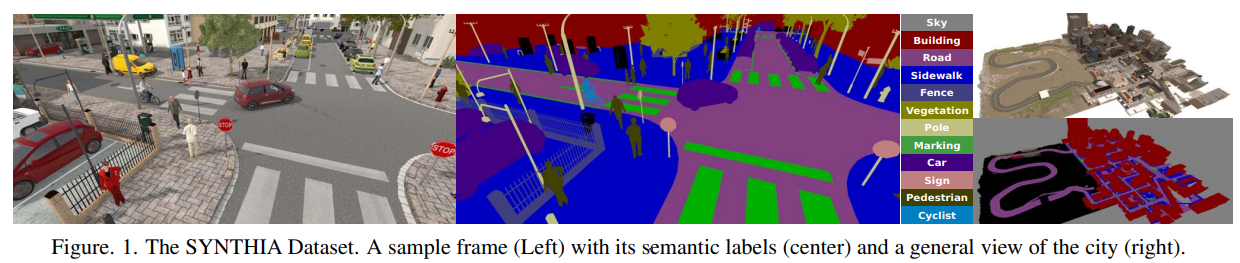 STOP
STOP
Sky
Building
Road
Sidewalk
Fence
Vegetation
Pole
Marking
Car
Sign
Pedestrian
Cyclist
Figure. 1. The SYNTHIA Dataset. A sample frame (Left) with its semantic labels (center) and a general view of the city (right).